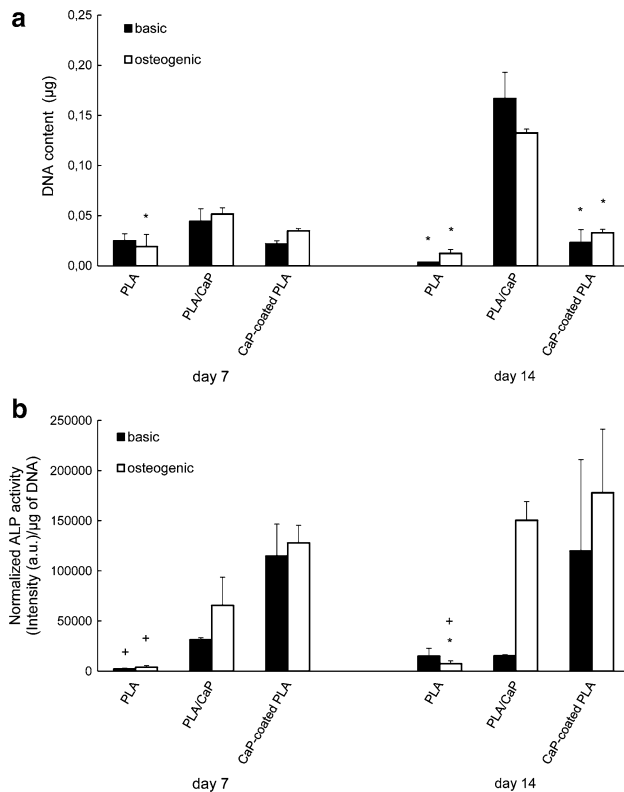 a
0,25
0,20
0,15
0,10
0,05
0,00
DNA content (µg)
basic
osteogenic
*
* *
* *
PLA
PLA/CaP
CaP-coated PLA
PLA
PLA/CaP
CaP-coated PLA
day 7
day 14
b
250000
200000
150000
100000
50000
0
Normalized ALP activity
(Intensity (a.u.)/µg of DNA)
basic
osteogenic
+ +
+
*
PLA
PLA/CaP
CaP-coated PLA
PLA
PLA/CaP
CaP-coated PLA
day 7
day 14